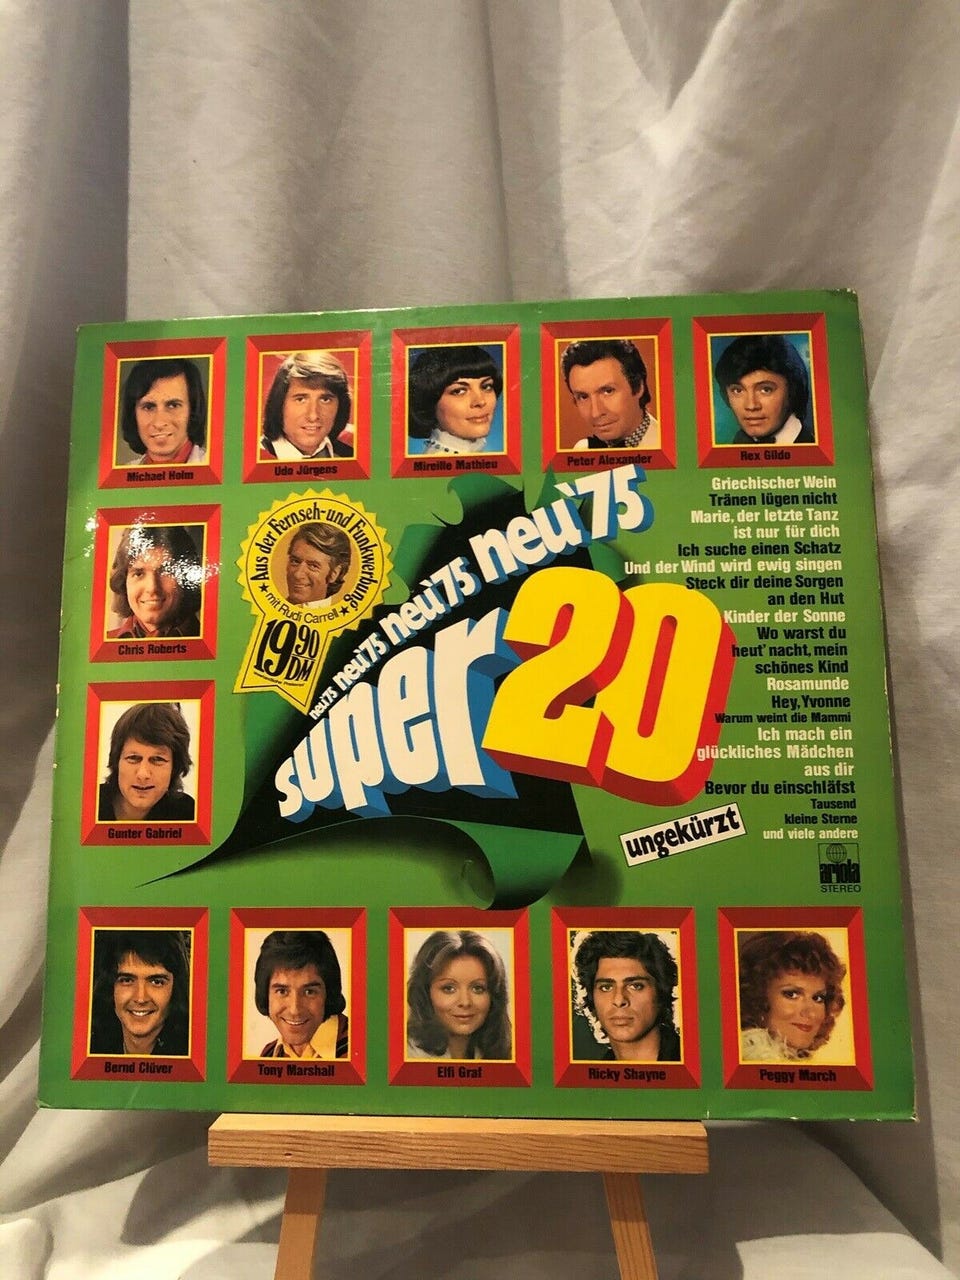 Michael Holm
Udo Jürgens
Mireille Mathieu
Peter Alexander
Rex Gildo
Chris Roberts
Gunter Gabriel
Aus der Fernseh-und Funkwerbung
mit Rudi Carrell
19 90
DM
neu'75 neu'75 neu'75 neu'75
super 20
Griechischer Wein
Tränen lügen nicht
Marie, der letzte Tanz
ist nur für dich
Ich suche einen Schatz
Und der Wind wird ewig singen
Steck dir deine Sorgen
an den Hut
Kinder der Sonne
Wo warst du
heut' nacht, mein
schönes Kind
Rosamunde
Hey, Yvonne
Warum weint die Mammi
Ich mach ein
glückliches Mädchen
aus dir
Bevor du einschläfst
Tausend
kleine Sterne
und viele andere
ungekürzt
ariola
STEREO
Bernd Clüver
Tony Marshall
Elfi Graf
Ricky Shayne
Peggy March